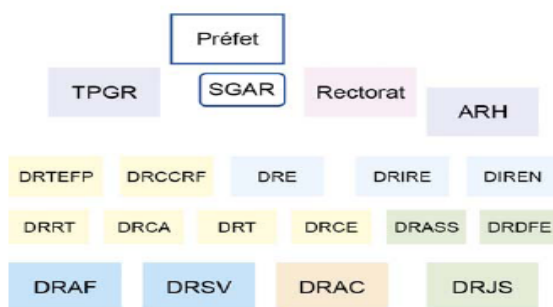 Préfet
TPGR
SGAR
Rectorat
ARH
DRTEFP DRCCRF DRE DRIRE DIREN
DRRT DRCA DRT DRCE DRASS DRDFE
DRAF DRSV DRAC DRJS